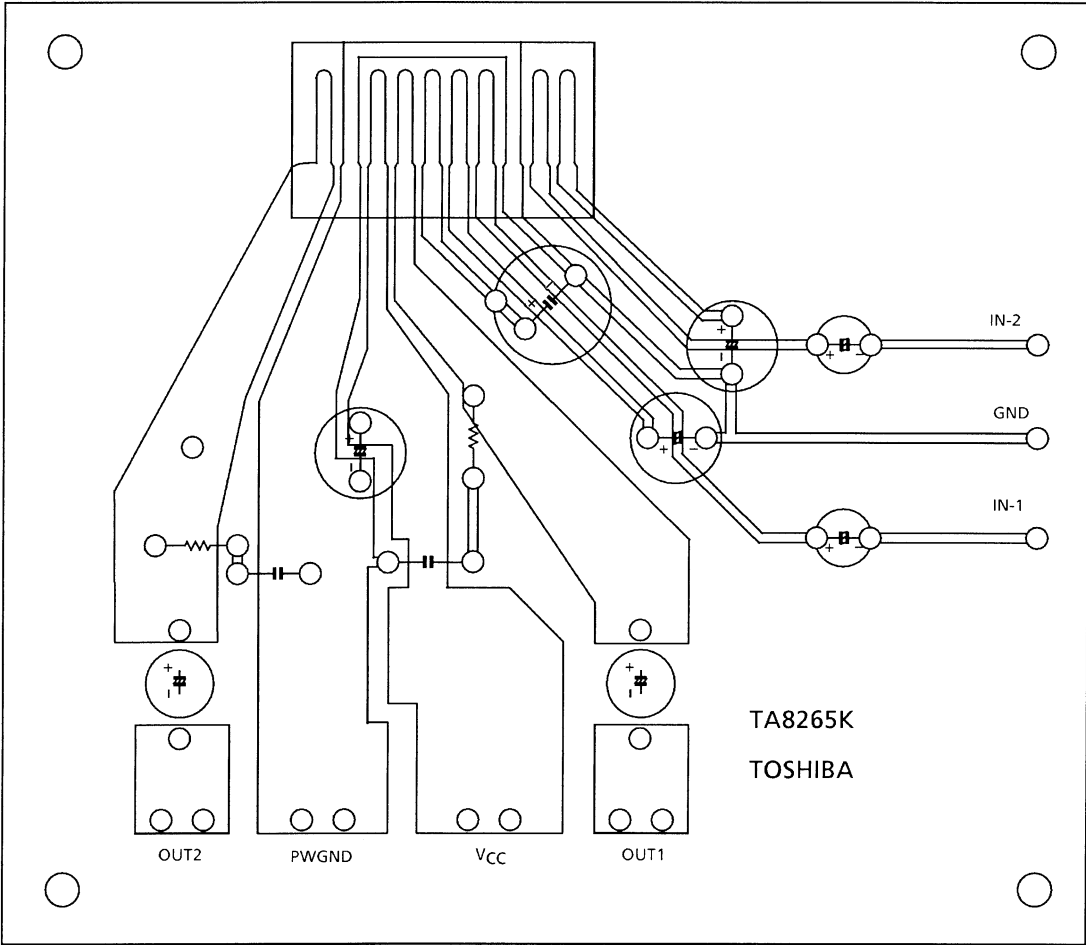 IN-2
GND
IN-1
TA8265K
TOSHIBA
OUT2
PWGND
VCC
OUT1